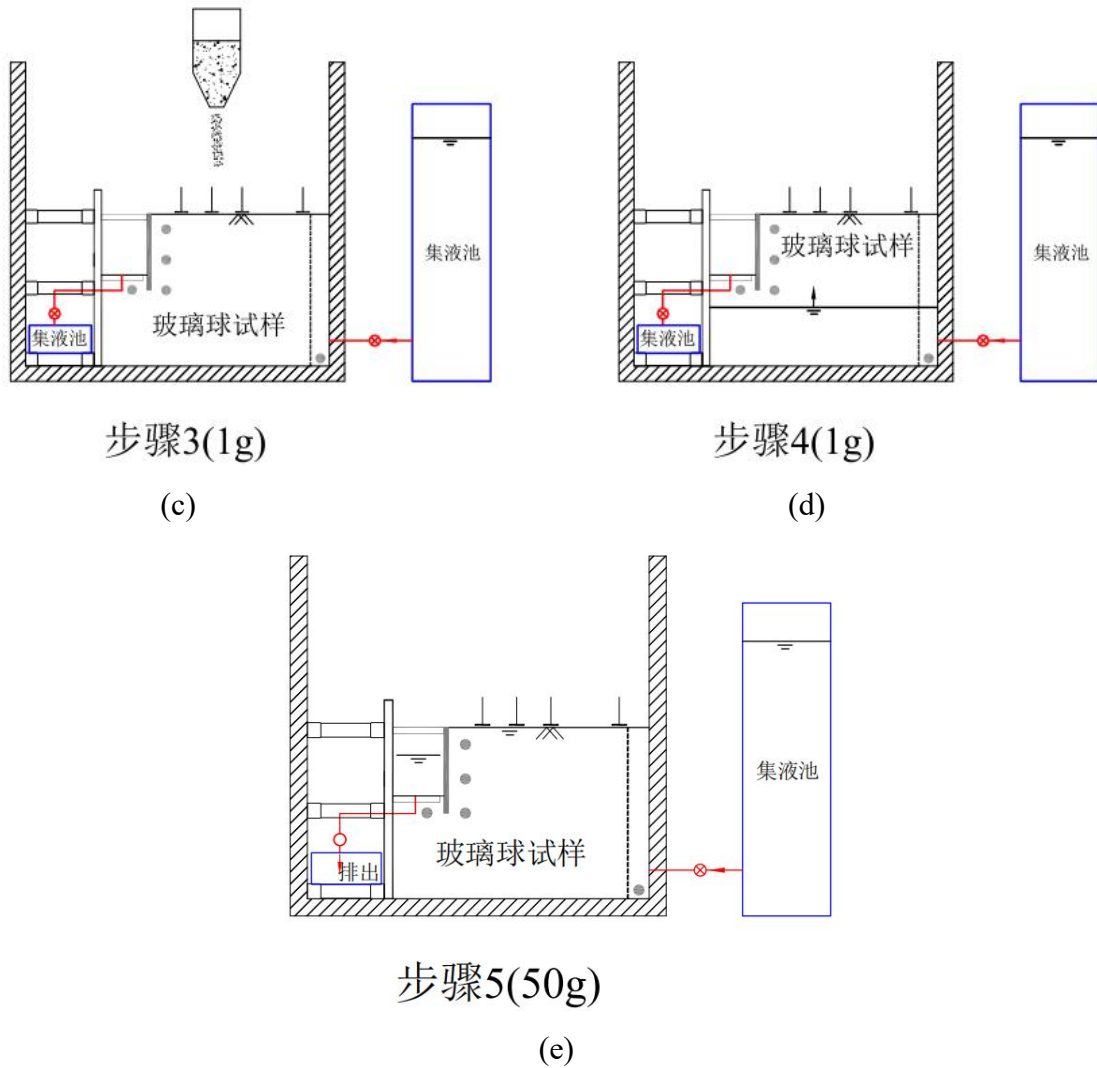 集液池
玻璃球试样
集液池
步骤3(1g)
(c)
玻璃球试样
集液池
集液池
步骤4(1g)
(d)
集液池
玻璃球试样
排出
步骤5(50g)
(e)